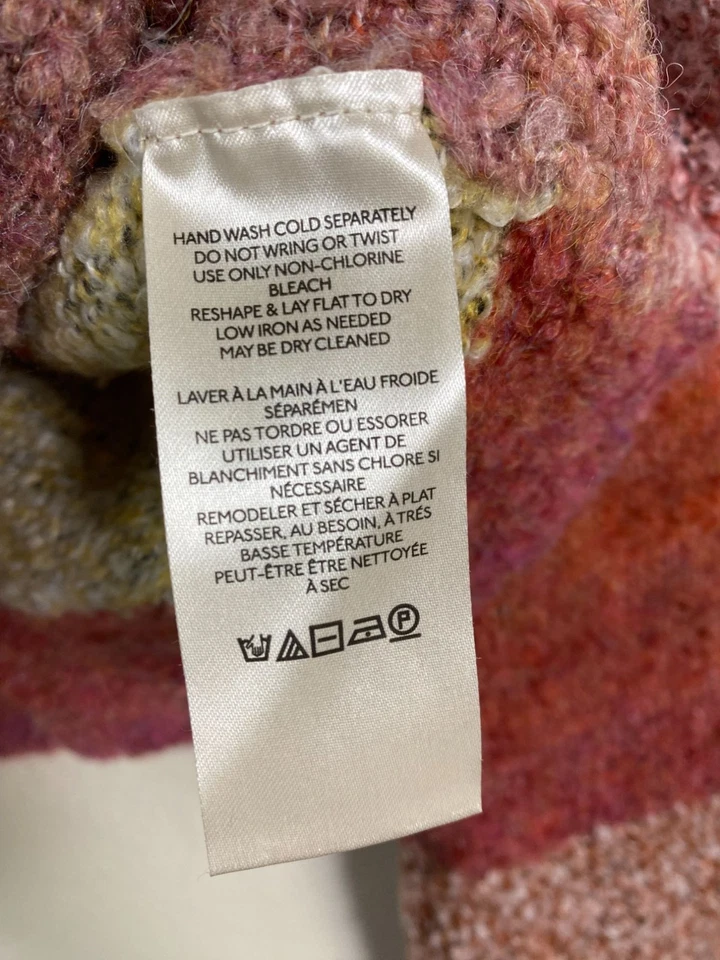 HAND WASH COLD SEPARATELY
DO NOT WRING OR TWIST
USE ONLY NON-CHLORINE
BLEACH
RESHAPE & LAY FLAT TO DRY
LOW IRON AS NEEDED
MAY BE DRY CLEANED
LAVER À LA MAIN À L'EAU FROIDE
SÉPARÉMEN
NE PAS TORDRE OU ESSORER
UTILISER UN AGENT DE
BLANCHIMENT SANS CHLORE SI
NÉCESSAIRE
REMODELER ET SÉCHER À PLAT
REPASSER, AU BESOIN, À TRÉS
BASSE TEMPÉRATURE
PEUT-ÊTRE ÊTRE NETTOYÉE
À SEC
P